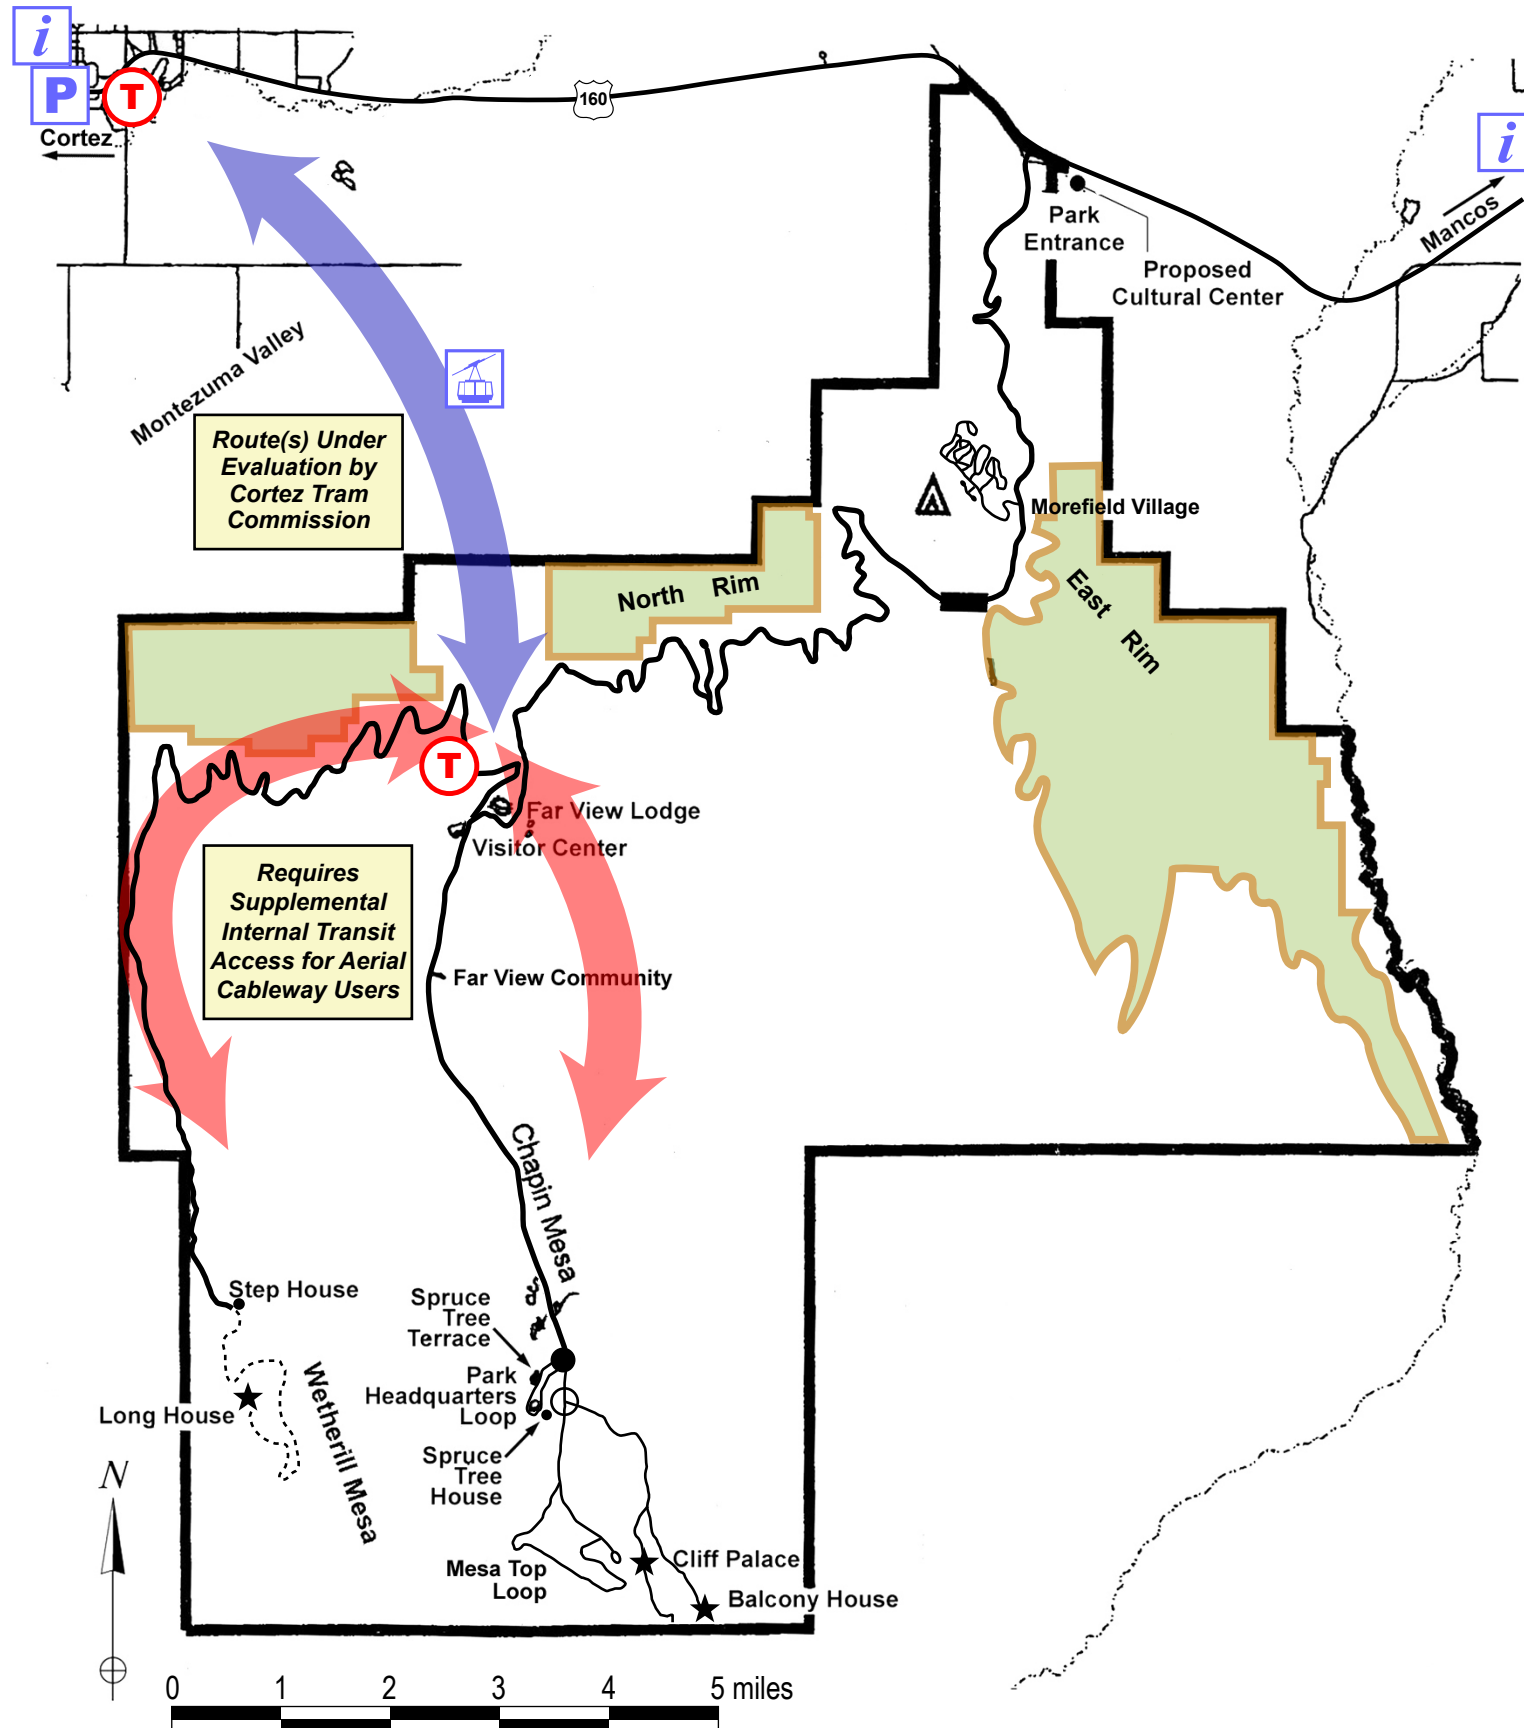 i
P
T
Cortez
160
i
Mancos
Park
Entrance
Proposed
Cultural Center
Montezuma Valley
Route(s) Under
Evaluation by
Cortez Tram
Commission
Morefield Village
North Rim
East Rim
T
Far View Lodge
Visitor Center
Requires
Supplemental
Internal Transit
Access for Aerial
Cableway Users
Far View Community
Chapin Mesa
Step House
Spruce
Tree
Terrace
Park
Headquarters
Loop
Long House
Wetherill Mesa
Spruce
Tree
House
N
Mesa Top
Loop
Cliff Palace
Balcony House
0 1 2 3 4 5 miles